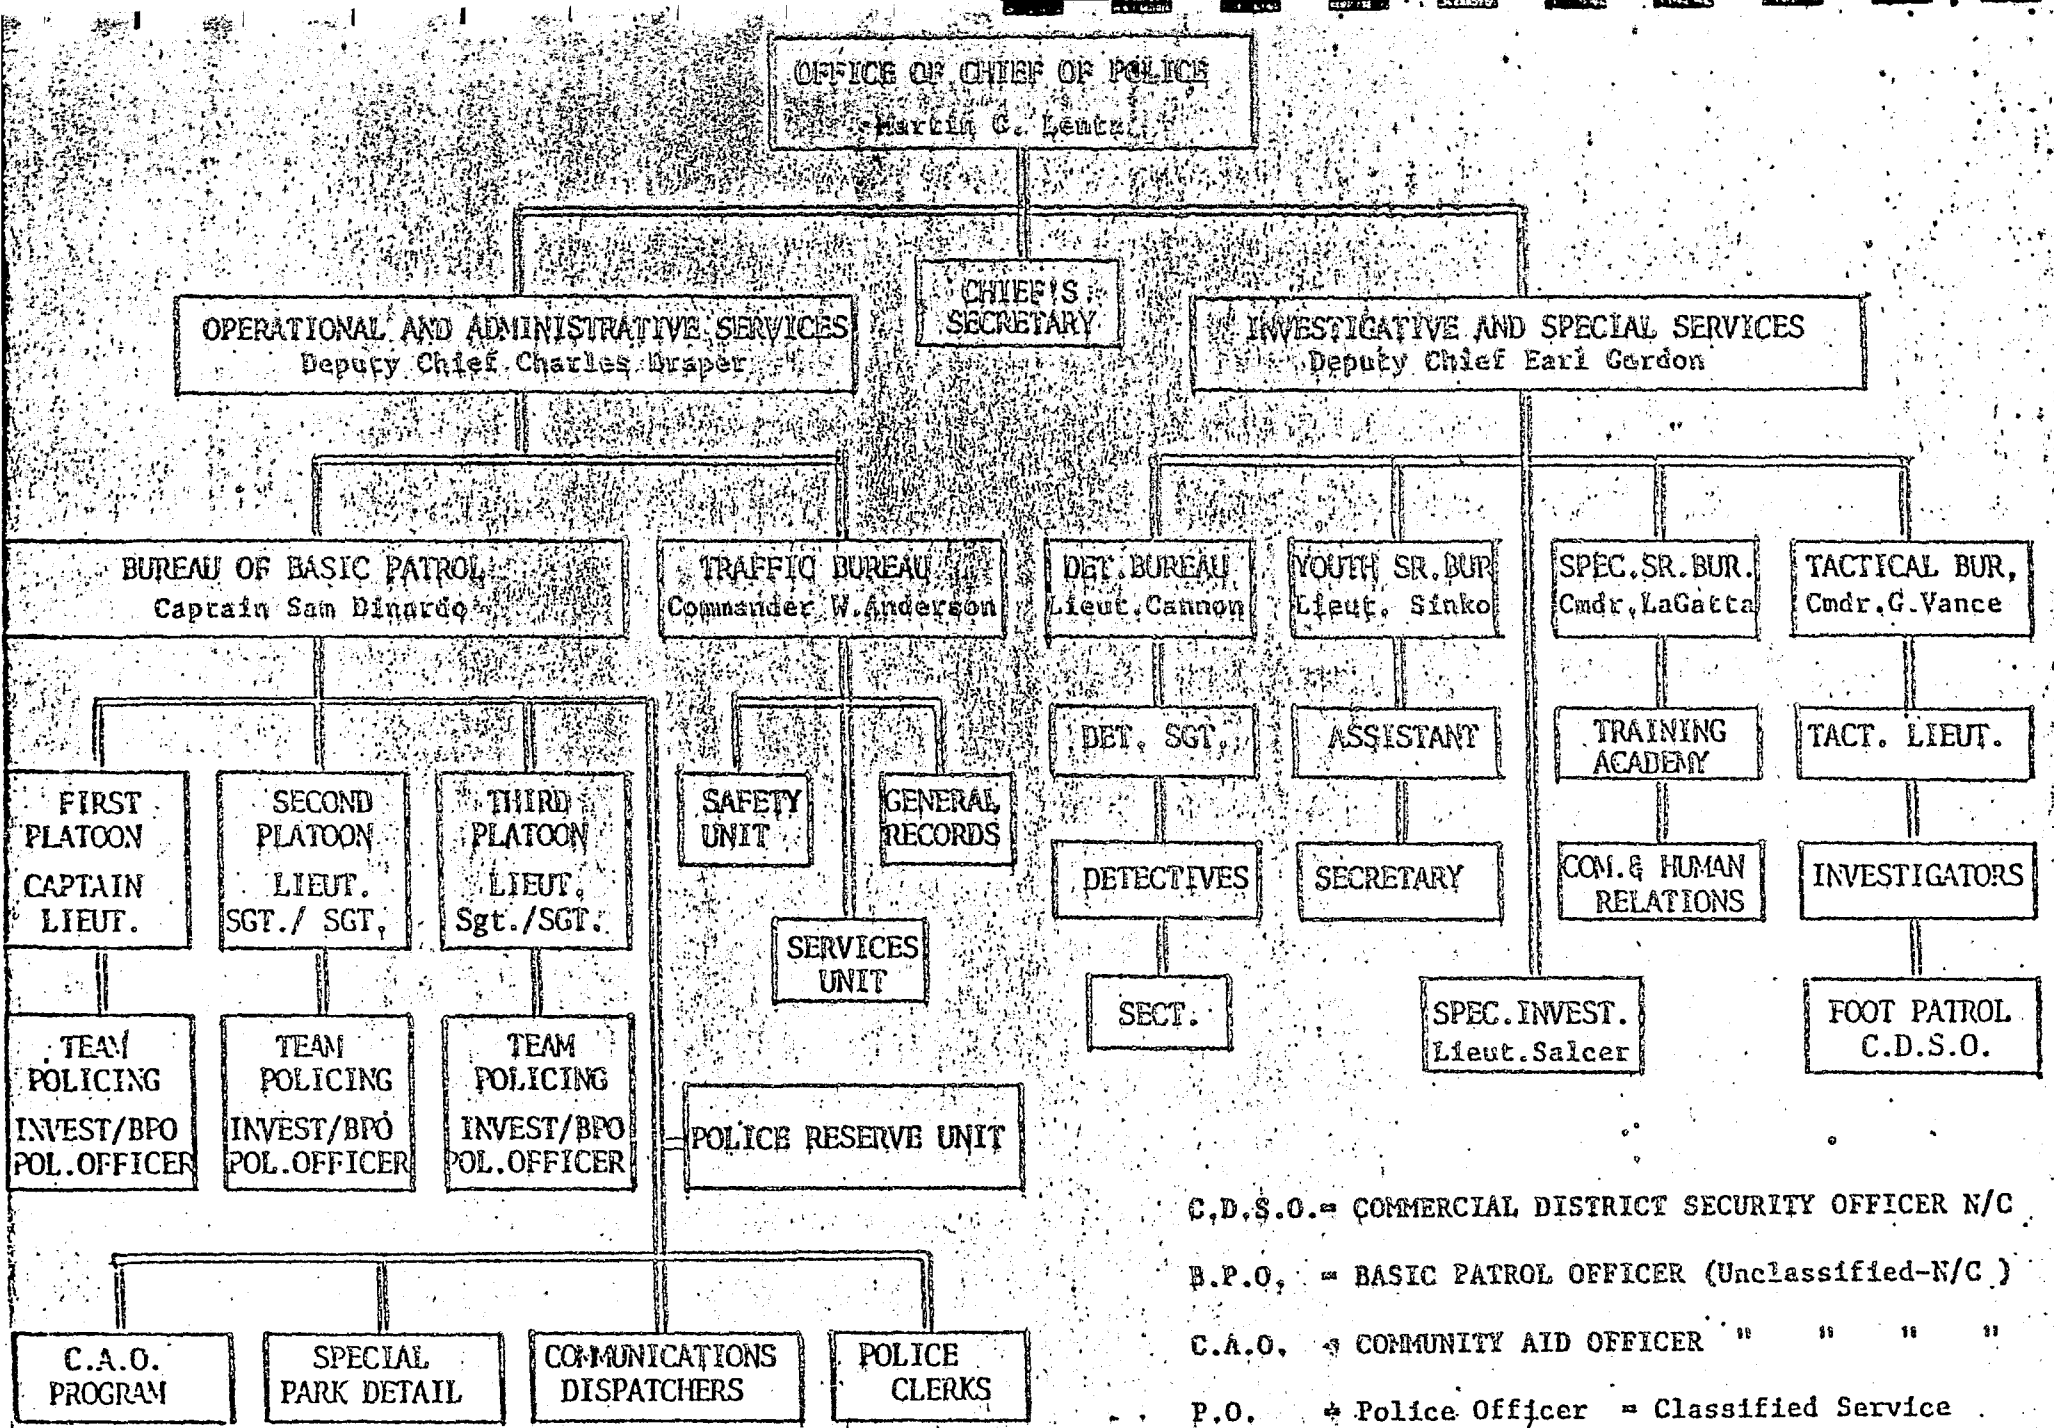 OFFICE OF CHIEF OF POLICE
Martin G. Lentz
CHIEF'S
SECRETARY
OPERATIONAL AND ADMINISTRATIVE SERVICES
Deputy Chief Charles Draper
INVESTIGATIVE AND SPECIAL SERVICES
Deputy Chief Earl Gordon
BUREAU OF BASIC PATROL
Captain Sam Dinardo
TRAFFIC BUREAU
Commander W.Anderson
DET.BUREAU
Lieut.Cannon
YOUTH SR.BUR
Lieut. Sinko
SPEC.SR.BUR.
Cmdr.LaGatta
TACTICAL BUR.
Cmdr.G.Vance
FIRST
PLATOON
CAPTAIN
LIEUT.
SECOND
PLATOON
LIEUT.
SGT./ SGT.
THIRD
PLATOON
LIEUT.
Sgt./SGT.
SAFETY
UNIT
GENERAL
RECORDS
SERVICES
UNIT
DET. SGT.
ASSISTANT
TRAINING
ACADEMY
TACT. LIEUT.
DETECTIVES
SECRETARY
COM.& HUMAN
RELATIONS
INVESTIGATORS
SECT.
SPEC.INVEST.
Lieut.Salcer
FOOT PATROL
C.D.S.O.
TEAM
POLICING
INVEST/BPO
POL.OFFICER
TEAM
POLICING
INVEST/BPO
POL.OFFICER
TEAM
POLICING
INVEST/BPO
POL.OFFICER
POLICE RESERVE UNIT
C.A.O.
PROGRAM
SPECIAL
PARK DETAIL
COMMUNICATIONS
DISPATCHERS
POLICE
CLERKS
C.D.S.O.= COMMERCIAL DISTRICT SECURITY OFFICER N/C
B.P.O. = BASIC PATROL OFFICER (Unclassified-N/C )
C.A.O. = COMMUNITY AID OFFICER " " " "
P.O. = Police Officer = Classified Service